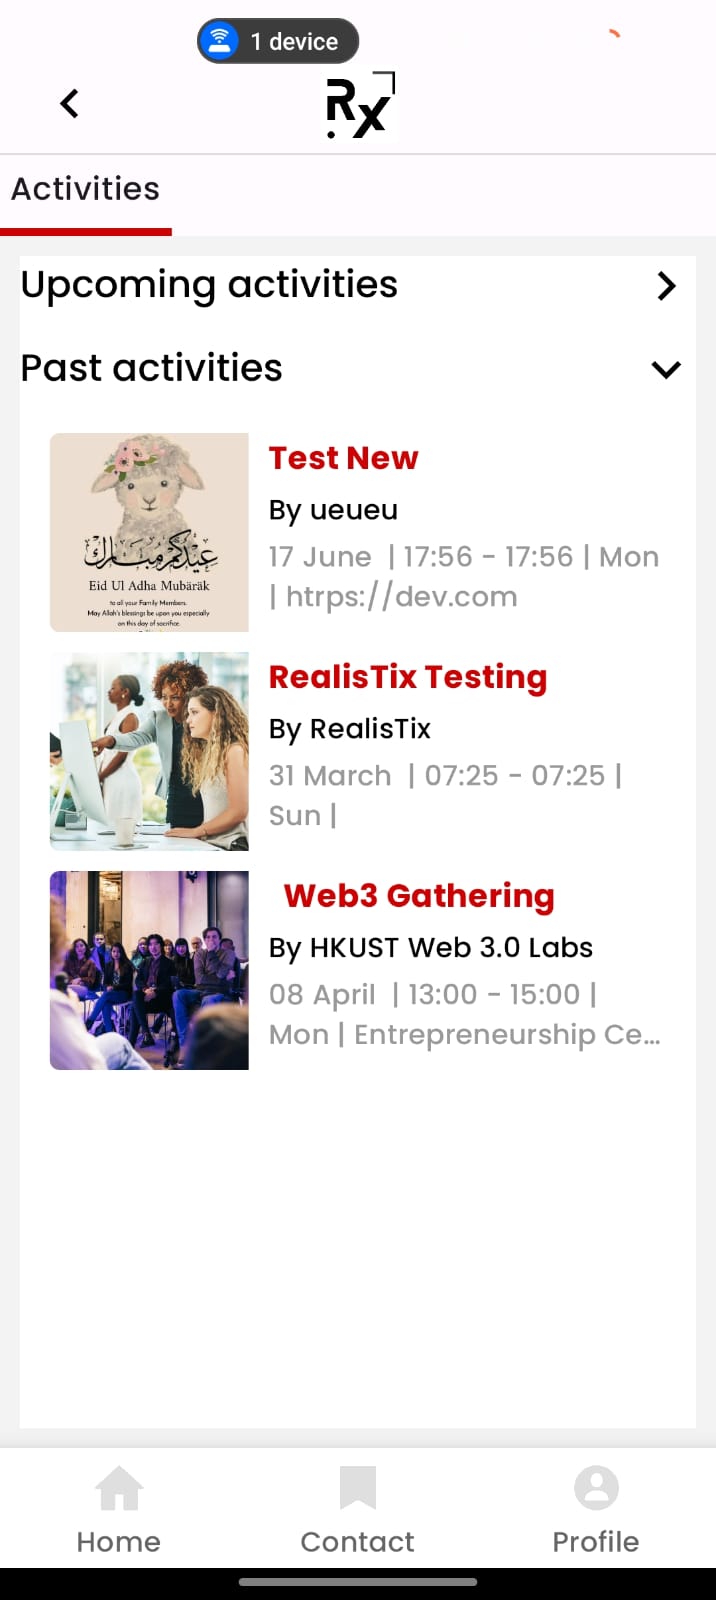 1 device
Rx
Activities
Upcoming activities
Past activities
عيدكم مبارك
Eid Ul Adha Mubäräk
to all your Family Members.
May Allah's blessings be upon you especially
on this day of sacrifice.
Test New
By ueueu
17 June | 17:56 - 17:56 | Mon
| htrps://dev.com
RealisTix Testing
By RealisTix
31 March | 07:25 - 07:25 |
Sun |
Web3 Gathering
By HKUST Web 3.0 Labs
08 April | 13:00 - 15:00 |
Mon | Entrepreneurship Ce...
Home
Contact
Profile